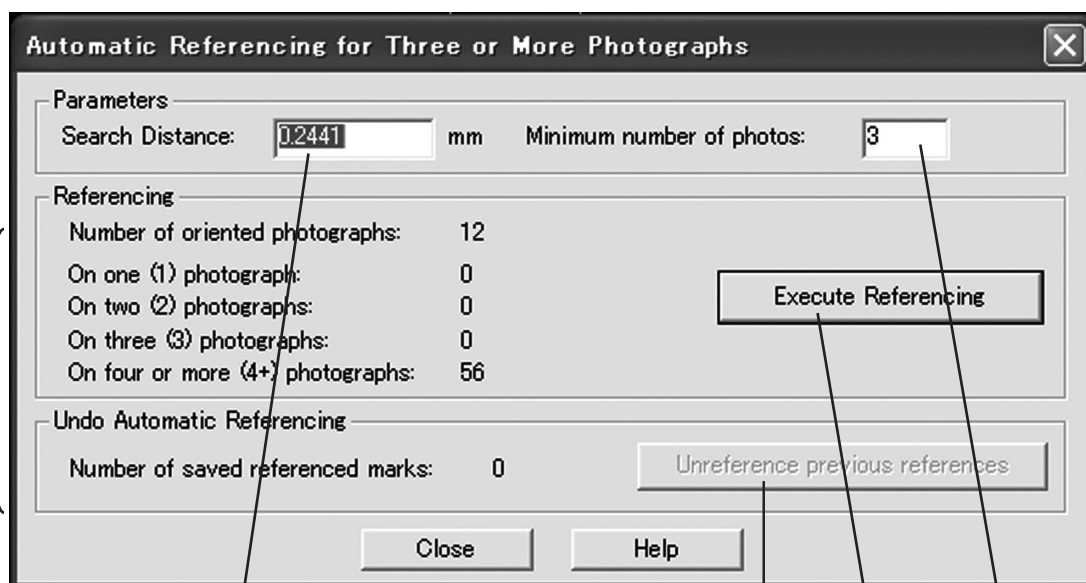 Automatic Referencing for Three or More Photographs
Parameters
Search Distance: 0.2441 mm Minimum number of photos: 3
Referencing
Number of oriented photographs: 12
On one (1) photograph: 0
On two (2) photographs: 0
On three (3) photographs: 0
On four or more (4+) photographs: 56
Execute Referencing
Undo Automatic Referencing
Number of saved referenced marks: 0
Unreference previous references
Close Help